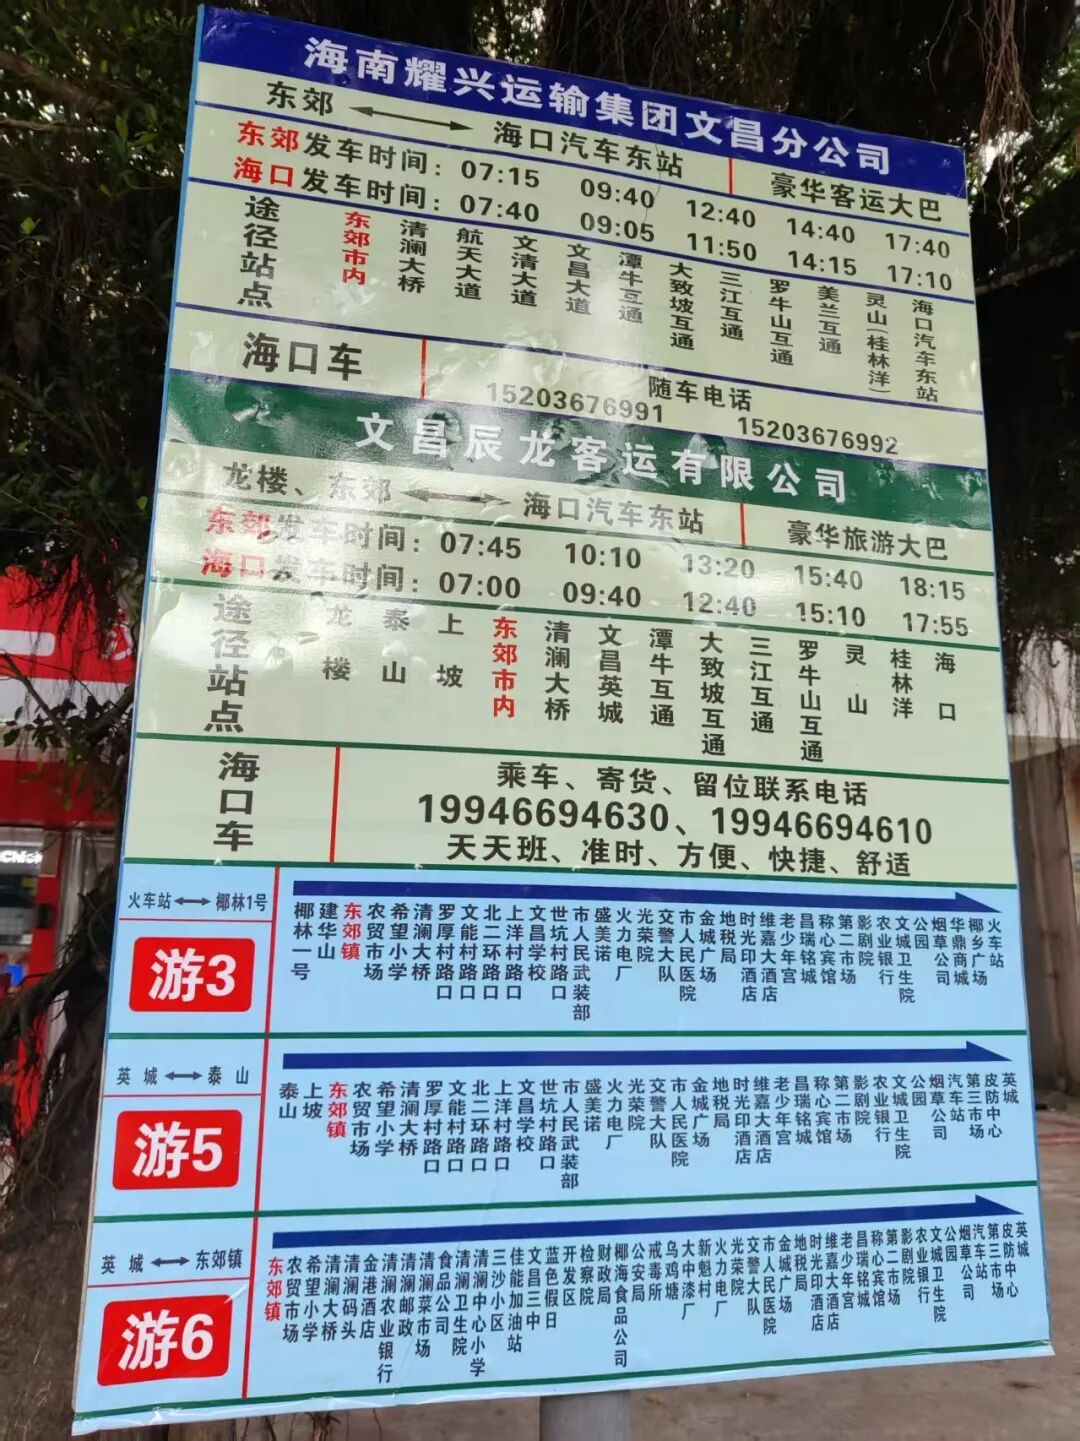 海南耀兴运输集团文昌分公司
东郊 ⟷ 海口汽车东站 豪华客运大巴
东郊发车时间：07:15 09:40 12:40 14:40 17:40
海口发车时间：07:40 09:05 11:50 14:15 17:10
途径站点
东郊市内
清澜大桥
航天大道
文清大道
文昌大道
潭牛互通
大致坡互通
三江互通
罗牛山互通
美兰互通
灵山（桂林洋）
海口汽车东站
海口车
随车电话
15203676991 15203676992
文昌辰龙客运有限公司
龙楼、东郊 ⟷ 海口汽车东站 豪华旅游大巴
东郊发车时间：07:45 10:10 13:20 15:40 18:15
海口发车时间：07:00 09:40 12:40 15:10 17:55
途径站点
龙楼
泰山
上坡
东郊市内
清澜大桥
文昌英城
潭牛互通
大致坡互通
三江互通
罗牛山互通
灵山
桂林洋
海口
海口车
乘车、寄货、留位联系电话
19946694630、19946694610
天天班、准时、方便、快捷、舒适
火车站⟷椰林1号
游3
椰林一号
建华山
东郊镇
农贸市场
希望小学
清澜大桥
罗厚村路口
文能村路口
北二环路口
上洋村路口
文昌学校
世坑村路口
市人民武装部
盛美诺
火力电厂
光荣院
交警大队
市人民医院
金城广场
地税局
时光印酒店
维嘉大酒店
老少年宫
昌瑞铭城
称心宾馆
第二市场
影剧院
农业银行
文城卫生院
公园
烟草公司
华鼎商城
椰乡广场
火车站
英城⟷泰山
游5
泰山
上坡
东郊镇
农贸市场
希望小学
清澜大桥
罗厚村路口
文能村路口
北二环路口
上洋村路口
文昌学校
世坑村路口
市人民武装部
盛美诺
火力电厂
光荣院
交警大队
市人民医院
金城广场
地税局
时光印酒店
维嘉大酒店
老少年宫
昌瑞铭城
称心宾馆
第二市场
影剧院
农业银行
文城卫生院
公园
烟草公司
汽车站
第三市场
皮防中心
英城
英城⟷东郊镇
游6
东郊镇
农贸市场
希望小学
清澜大桥
清澜码头
金港酒店
清澜农业银行
清澜邮政
清澜菜市场
食品公司
清澜卫生院
清澜中心小学
三沙小区
佳能加油站
文昌三中
蓝色假日
开发区
检察院
财政局
椰海食品公司
公安局
戒毒所
乌鸡塘
大中漆厂
新魁村
火力电厂
光荣院
交警大队
市人民医院
金城广场
地税局
时光印酒店
维嘉大酒店
老少年宫
昌瑞铭城
称心宾馆
第二市场
影剧院
农业银行
文城卫生院
公园
烟草公司
汽车站
第三市场
皮防中心
英城